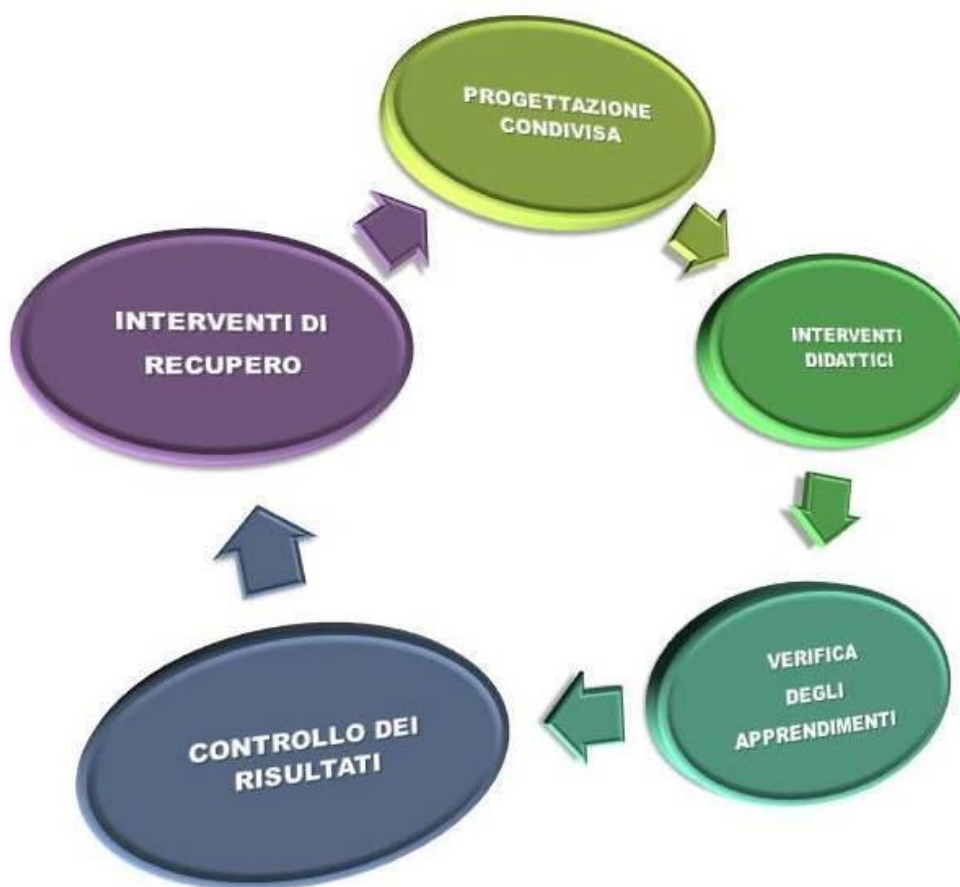 PROGETTAZIONE
CONDIVISA
INTERVENTI
DIDATTICI
VERIFICA
DEGLI
APPRENDIMENTI
CONTROLLO DEI
RISULTATI
INTERVENTI DI
RECUPERO